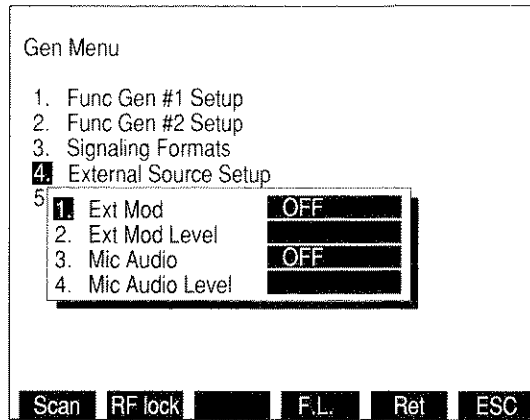 Gen Menu
1. Func Gen #1 Setup
2. Func Gen #2 Setup
3. Signaling Formats
4. External Source Setup
5
1. Ext Mod OFF
2. Ext Mod Level
3. Mic Audio OFF
4. Mic Audio Level
Scan RF lock F.L. Ret ESC